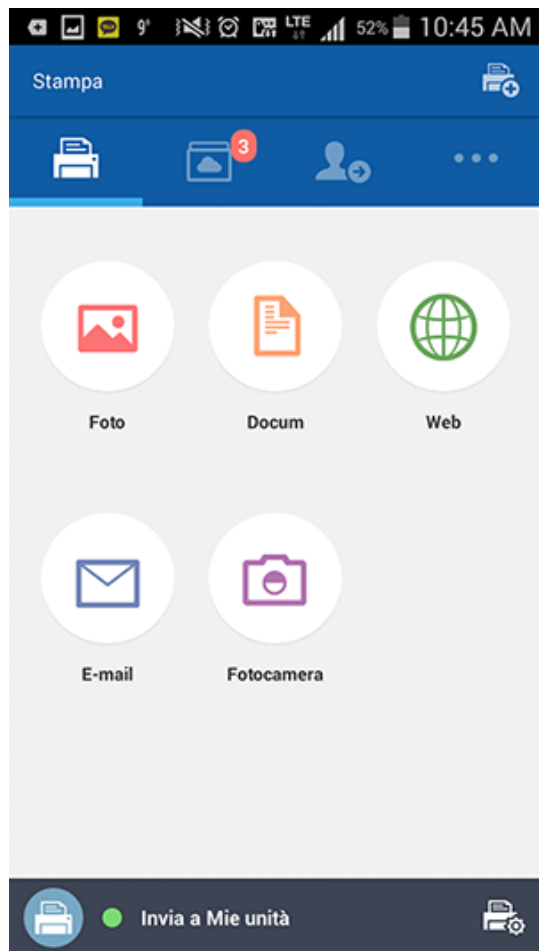 9° LTE 52% 10:45 AM
Stampa
3
Foto Docum Web
E-mail Fotocamera
Invia a Mie unità